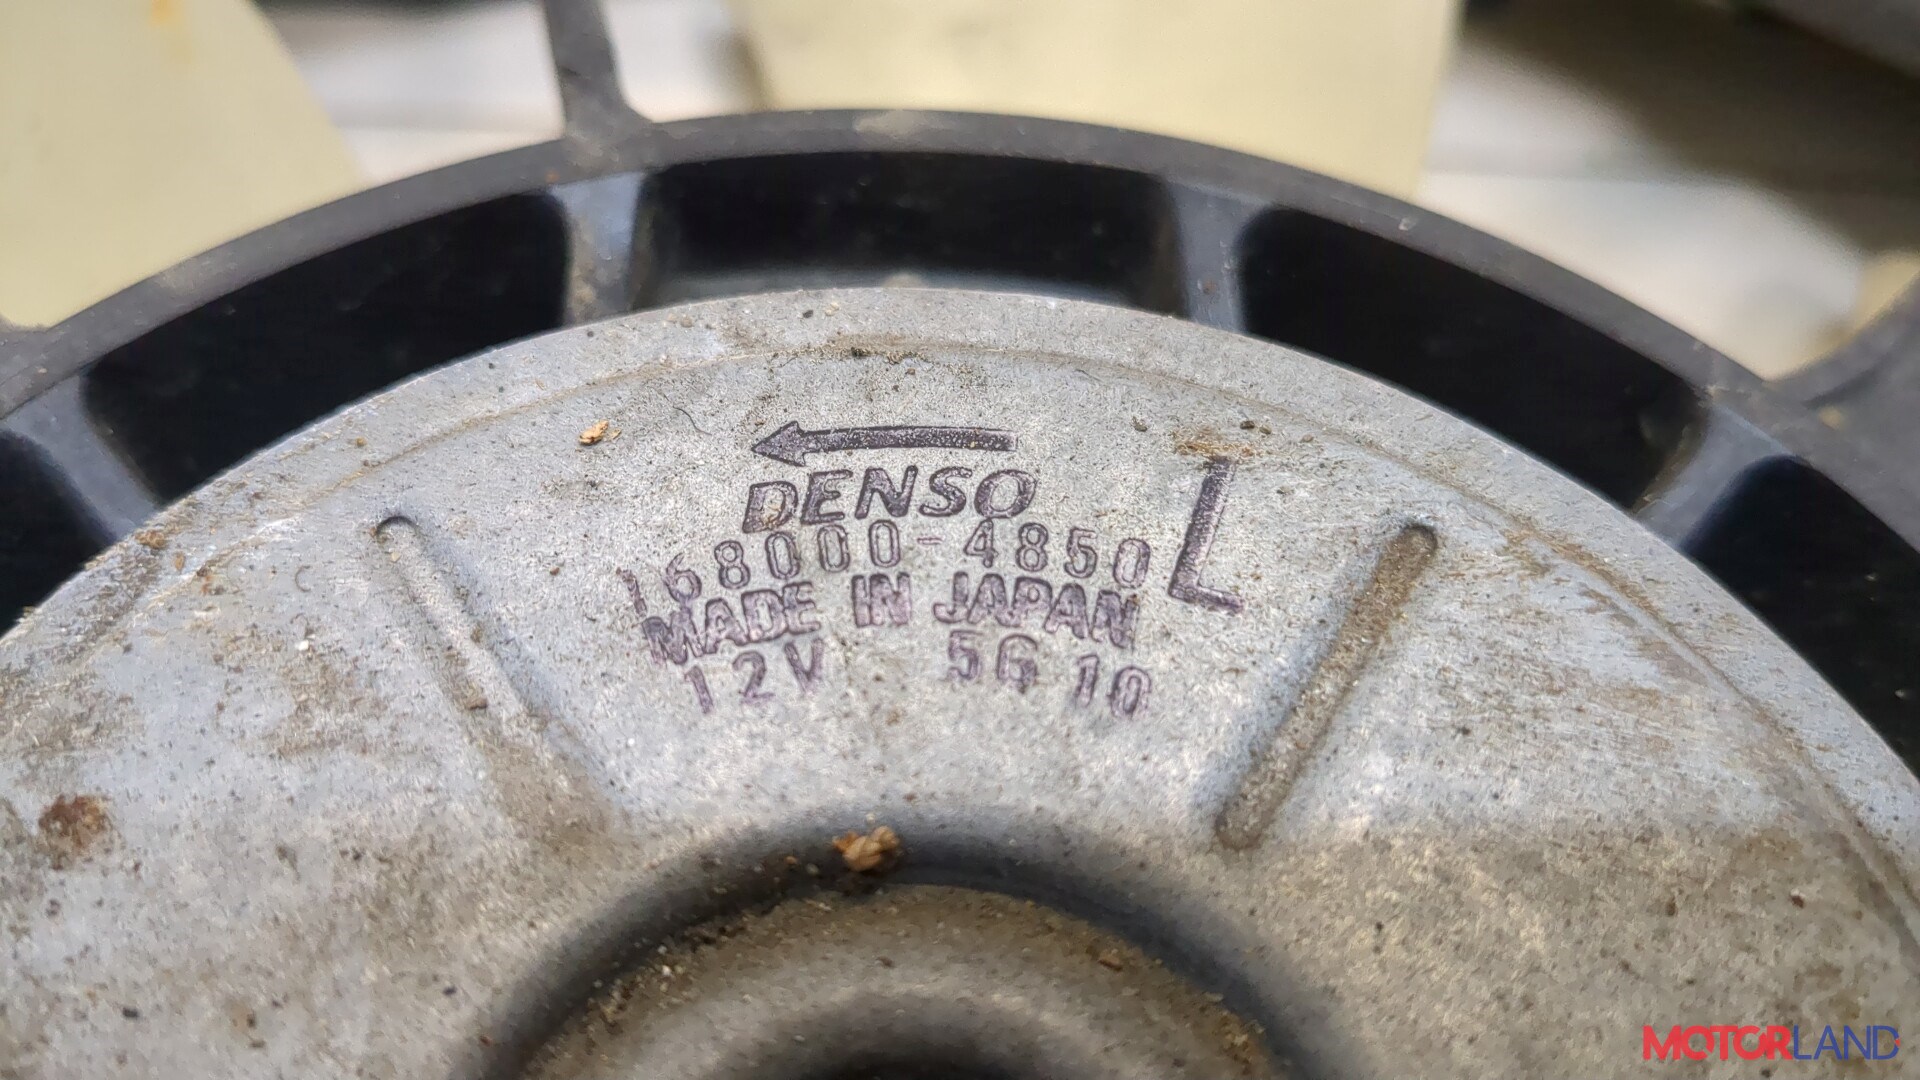 DENSO
168000-4850 L
MADE IN JAPAN
12V 5G 10
MOTORLAND